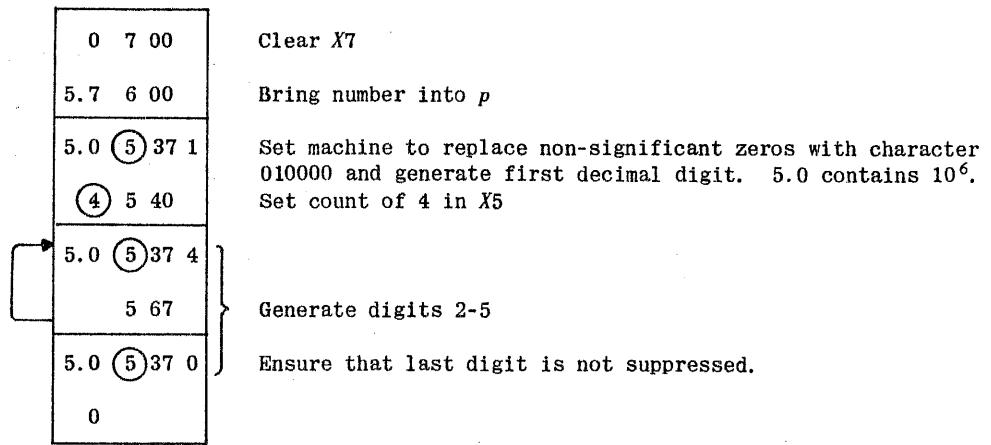 0 7 00 Clear X7
5.7 6 00 Bring number into p
5.0 5 37 1 Set machine to replace non-significant zeros with character
010000 and generate first decimal digit. 5.0 contains 10⁶.
4 5 40 Set count of 4 in X5
5.0 5 37 4
5 67 Generate digits 2-5
5.0 5 37 0 Ensure that last digit is not suppressed.
0